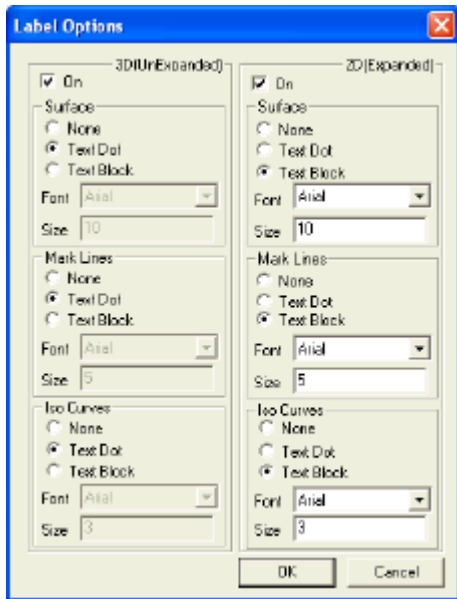 Label Options
3D(UnExpanded)
On
Surface
None
Text Dot
Text Block
Font Arial
Size 10
Mark Lines
None
Text Dot
Text Block
Font Arial
Size 5
Iso Curves
None
Text Dot
Text Block
Font Arial
Size 3
2D(Expanded)
On
Surface
None
Text Dot
Text Block
Font Arial
Size 10
Mark Lines
None
Text Dot
Text Block
Font Arial
Size 5
Iso Curves
None
Text Dot
Text Block
Font Arial
Size 3
OK Cancel